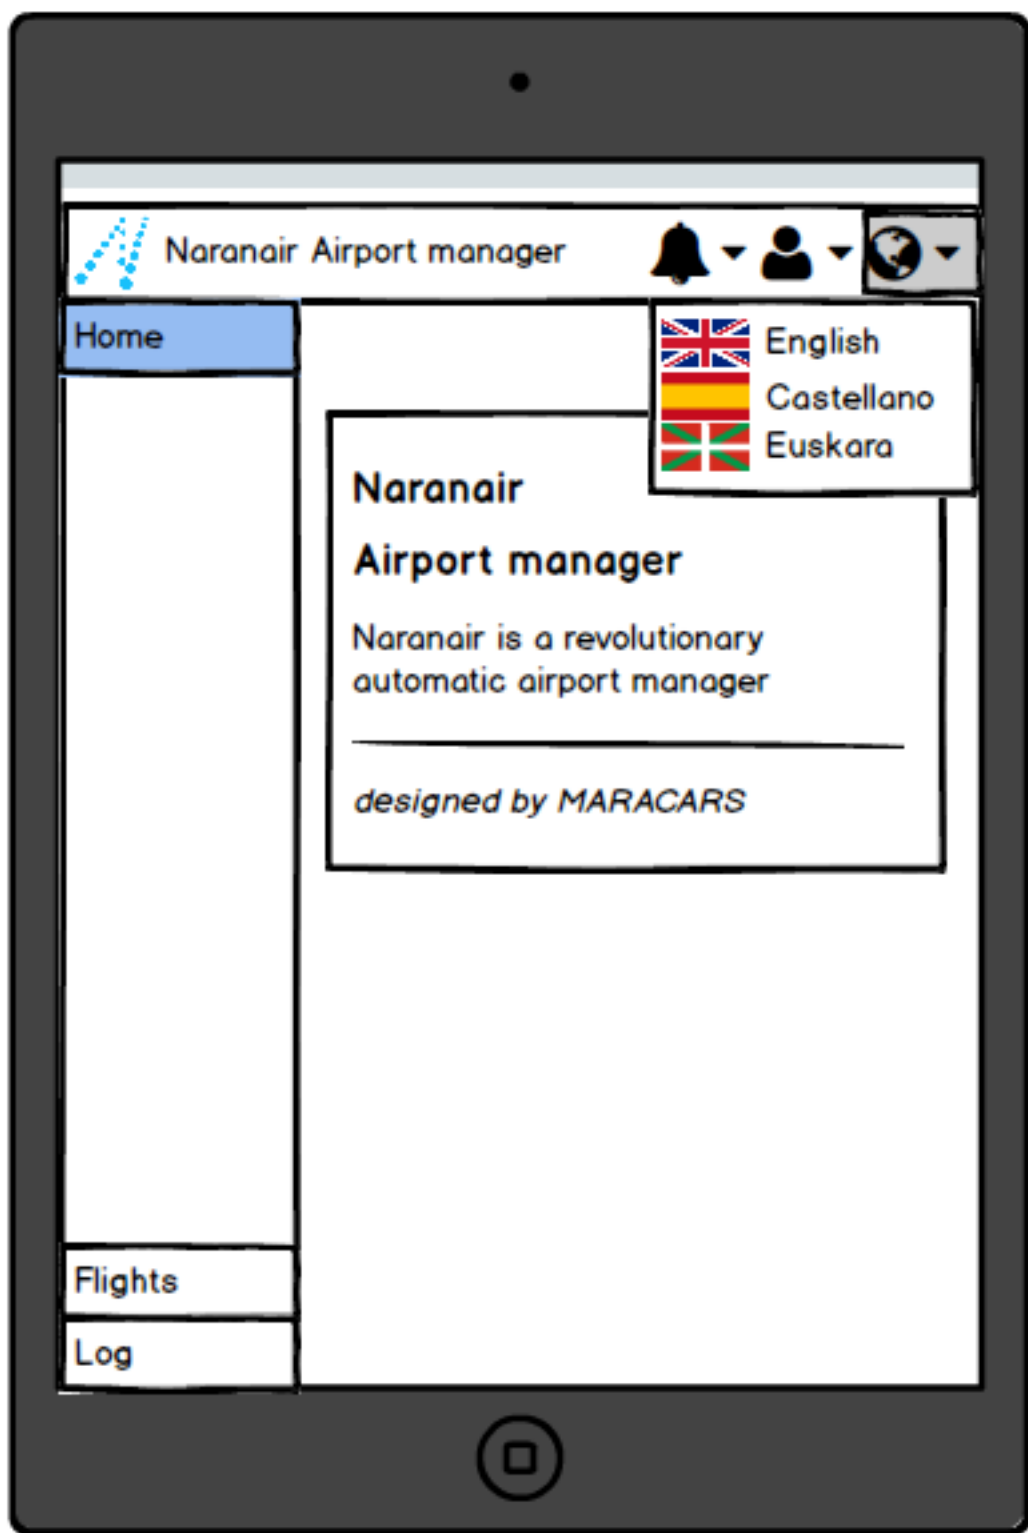 Naranair Airport manager
Home
English
Castellano
Euskara
Naranair
Airport manager
Naranair is a revolutionary
automatic airport manager
designed by MARACARS
Flights
Log